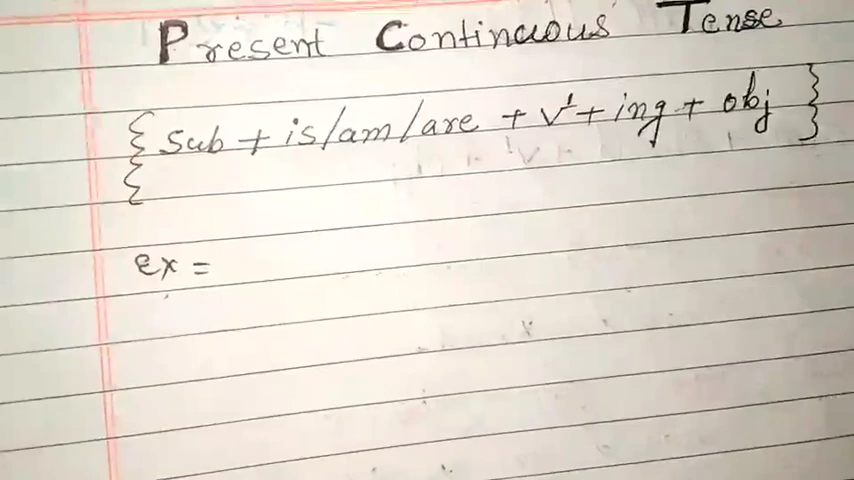 Present Continuous Tense
{ sub + is/am/are + v¹ + ing + obj }
ex =